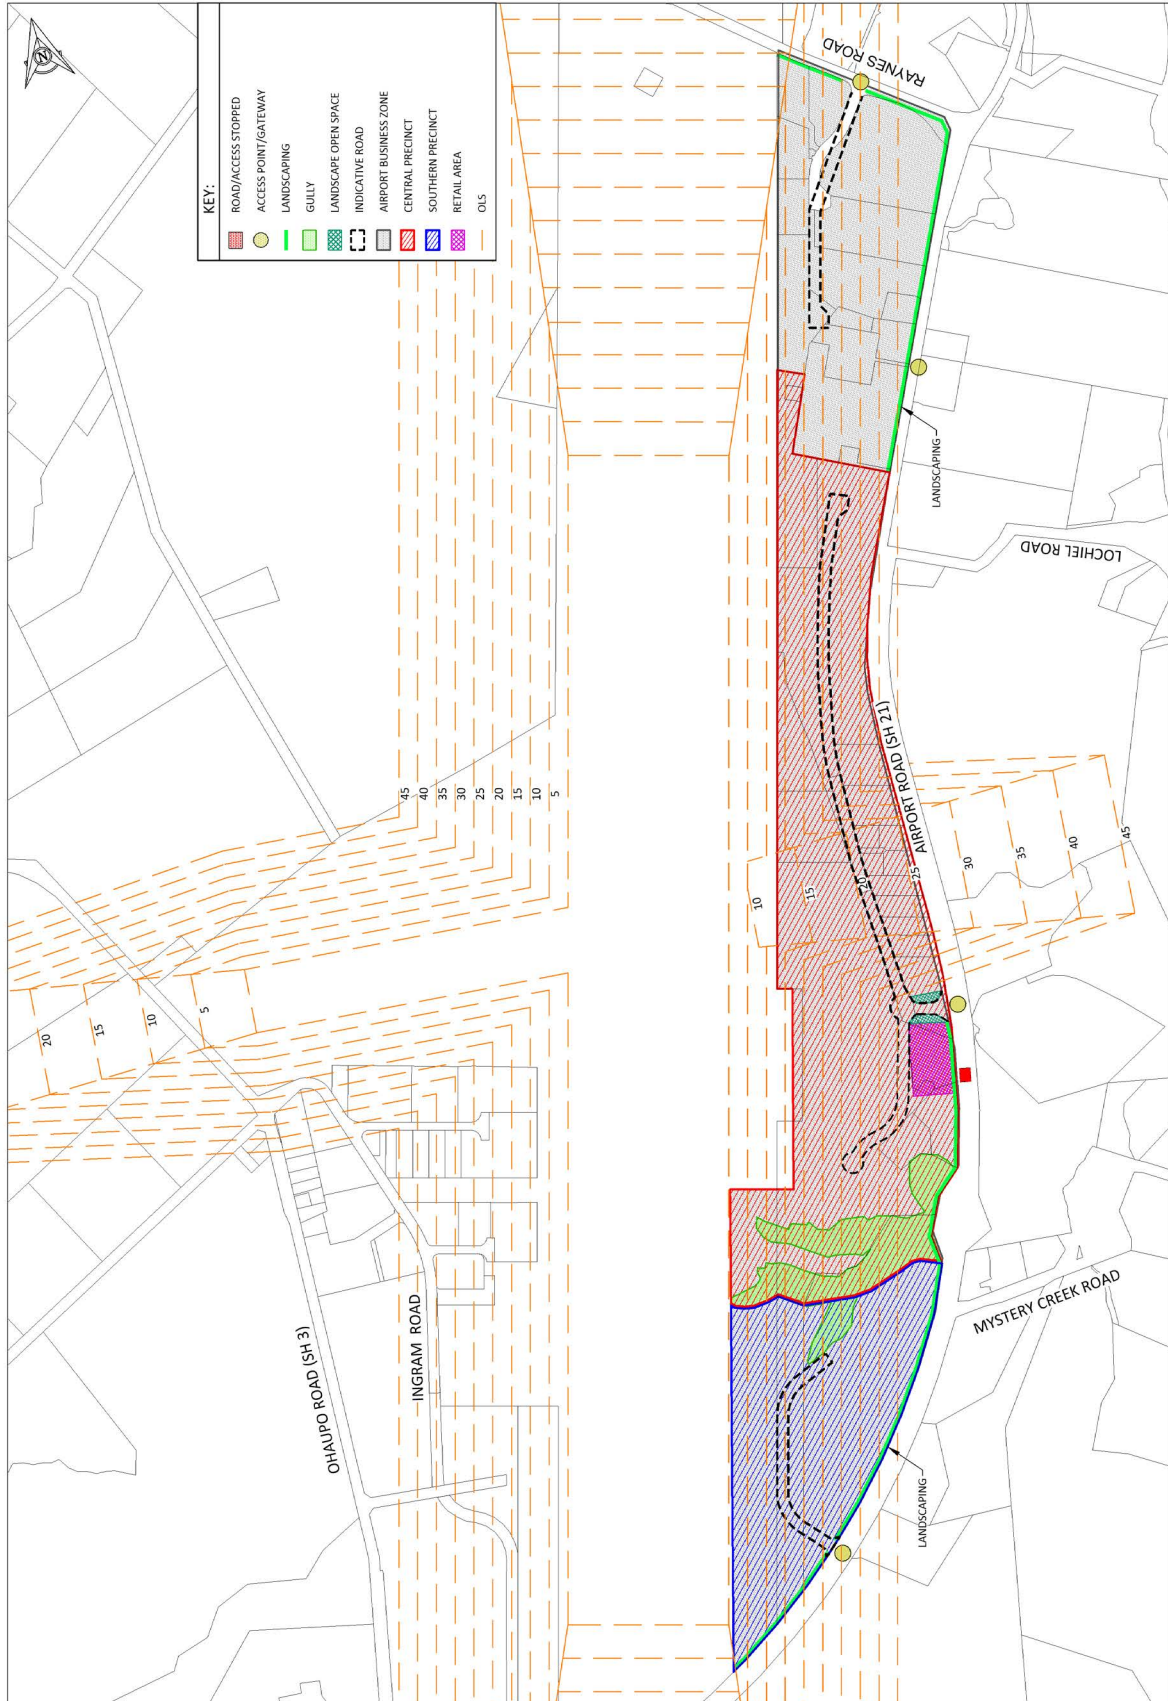 N
KEY:
ROAD/ACCESS STOPPED
ACCESS POINT/GATEWAY
LANDSCAPING
GULLY
LANDSCAPE OPEN SPACE
INDICATIVE ROAD
AIRPORT BUSINESS ZONE
CENTRAL PRECINCT
SOUTHERN PRECINCT
RETAIL AREA
OLS
RAYNES ROAD
LANDSCAPING
LOCHIEL ROAD
AIRPORT ROAD (SH 21)
45
40
35
30
25
20
15
10
5
10
15
20
25
30
35
40
45
20
15
10
5
OHAUPO ROAD (SH 3)
INGRAM ROAD
MYSTERY CREEK ROAD
LANDSCAPING